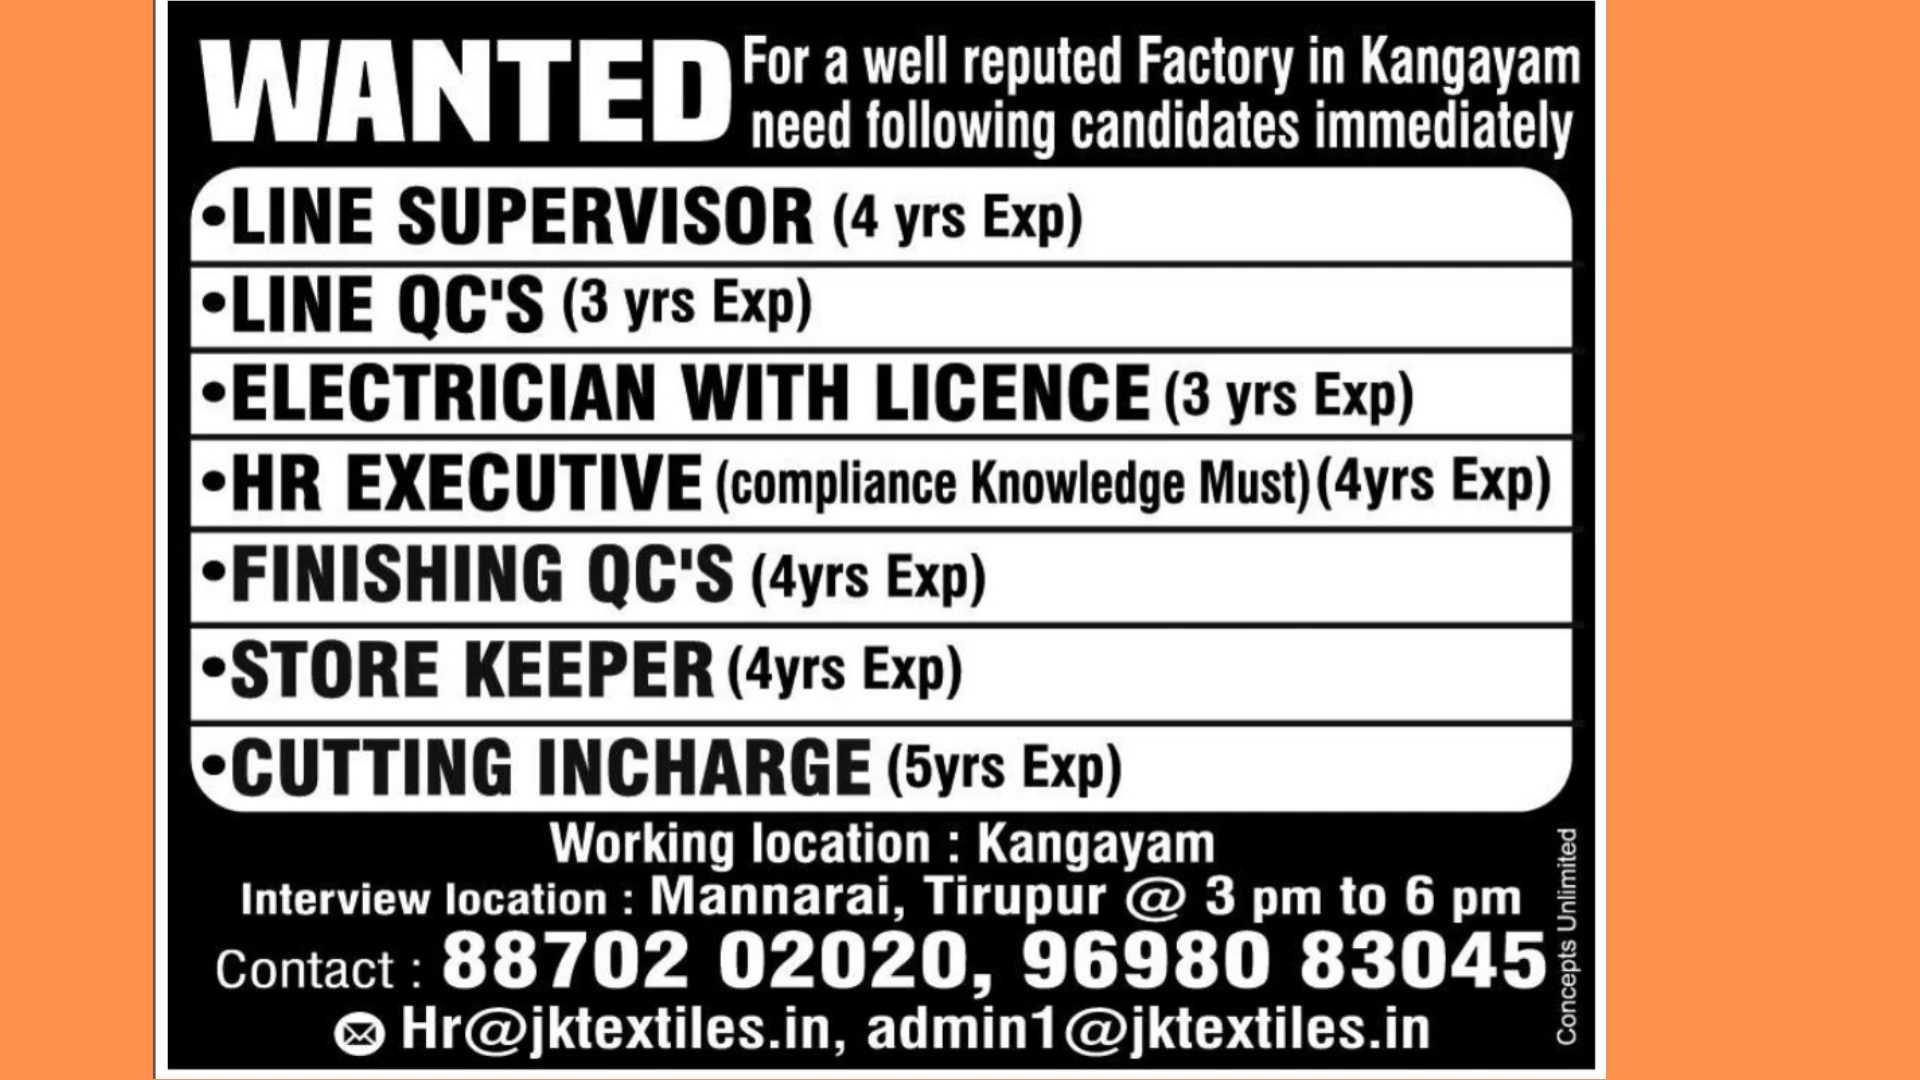 WANTED
For a well reputed Factory in Kangayam
need following candidates immediately
•LINE SUPERVISOR (4 yrs Exp)
•LINE QC'S (3 yrs Exp)
•ELECTRICIAN WITH LICENCE (3 yrs Exp)
•HR EXECUTIVE (compliance Knowledge Must) (4yrs Exp)
•FINISHING QC'S (4yrs Exp)
•STORE KEEPER (4yrs Exp)
•CUTTING INCHARGE (5yrs Exp)
Working location : Kangayam
Interview location : Mannarai, Tirupur @ 3 pm to 6 pm
Contact : 88702 02020, 96980 83045
Hr@jktextiles.in, admin1@jktextiles.in
Concepts Unlimited